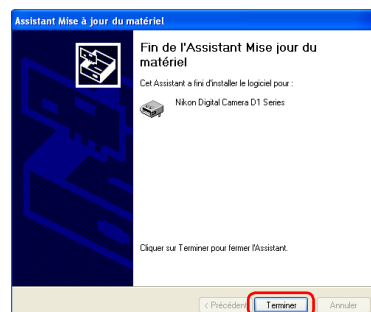 Assistant Mise à jour du matériel
Fin de l'Assistant Mise jour du
matériel
Cet Assistant a fini d'installer le logiciel pour :
Nikon Digital Camera D1 Series
Cliquer sur Terminer pour fermer l'Assistant.
< Précédent Terminer Annuler